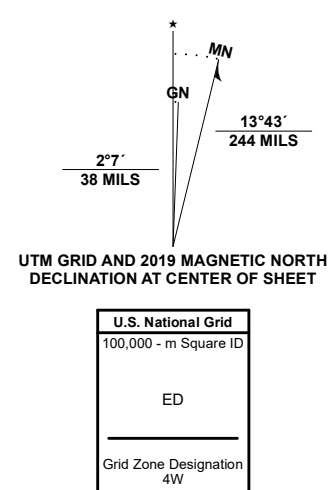 ★
MN
GN
13°43´
244 MILS
2°7´
38 MILS
UTM GRID AND 2019 MAGNETIC NORTH
DECLINATION AT CENTER OF SHEET
U.S. National Grid
100,000 - m Square ID
ED
Grid Zone Designation
4W